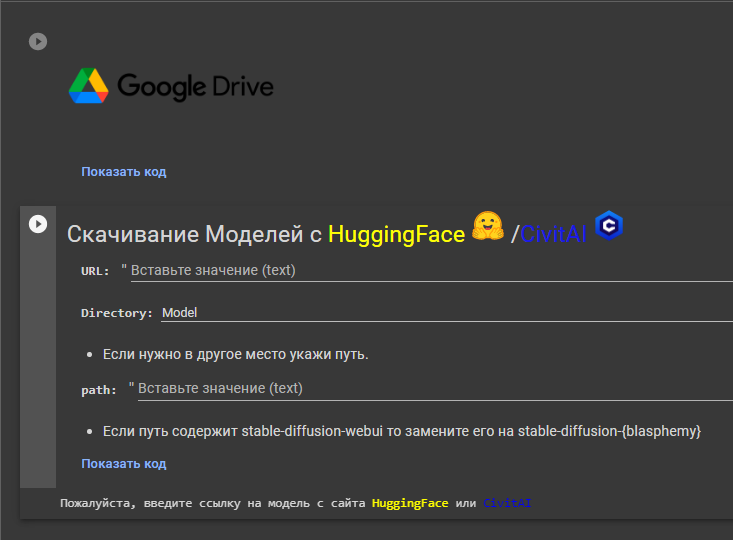 Google Drive
Показать код
Скачивание Моделей с HuggingFace /CivitAI
URL: " Вставьте значение (text)
Directory: Model
Если нужно в другое место укажи путь.
path: " Вставьте значение (text)
Если путь содержит stable-diffusion-webui то замените его на stable-diffusion-{blasphemy}
Показать код
Пожалуйста, введите ссылку на модель с сайта HuggingFace или CivitAI